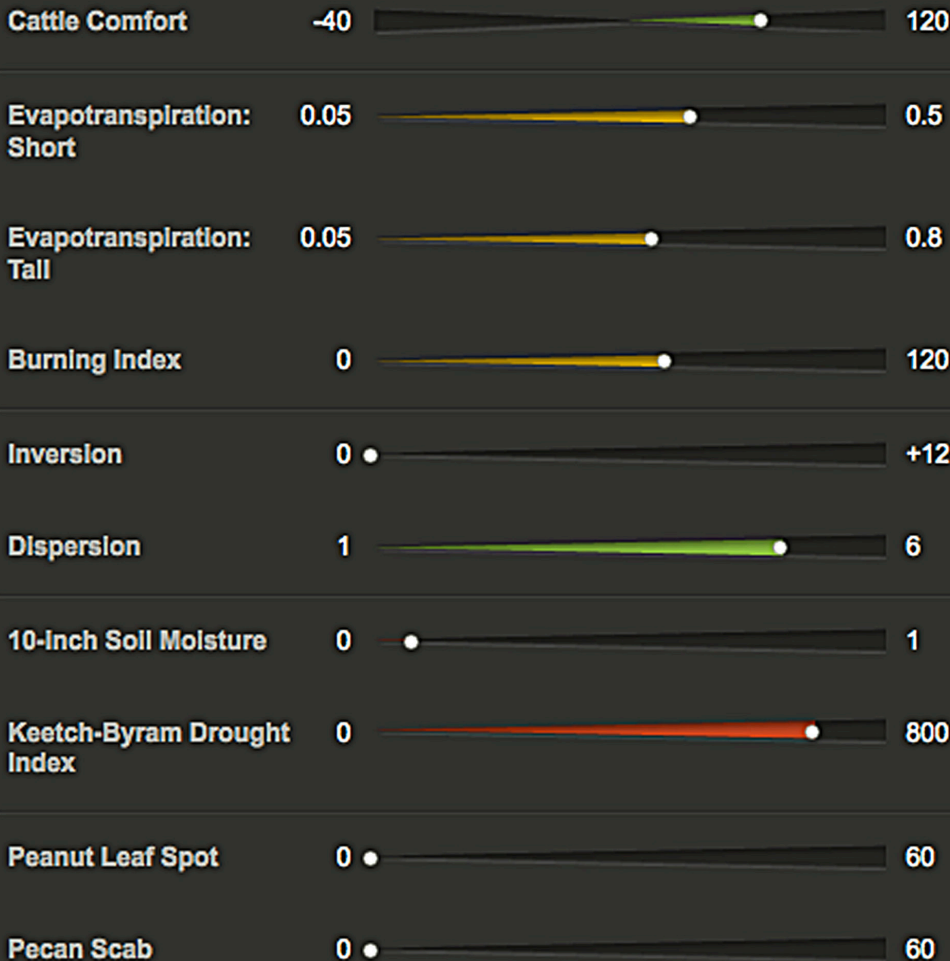 Cattle Comfort -40 120
Evapotranspiration: 0.05 0.5
Short
Evapotranspiration: 0.05 0.8
Tall
Burning Index 0 120
Inversion 0 +12
Dispersion 1 6
10-Inch Soil Moisture 0 1
Keetch-Byram Drought 0 800
Index
Peanut Leaf Spot 0 60
Pecan Scab 0 60